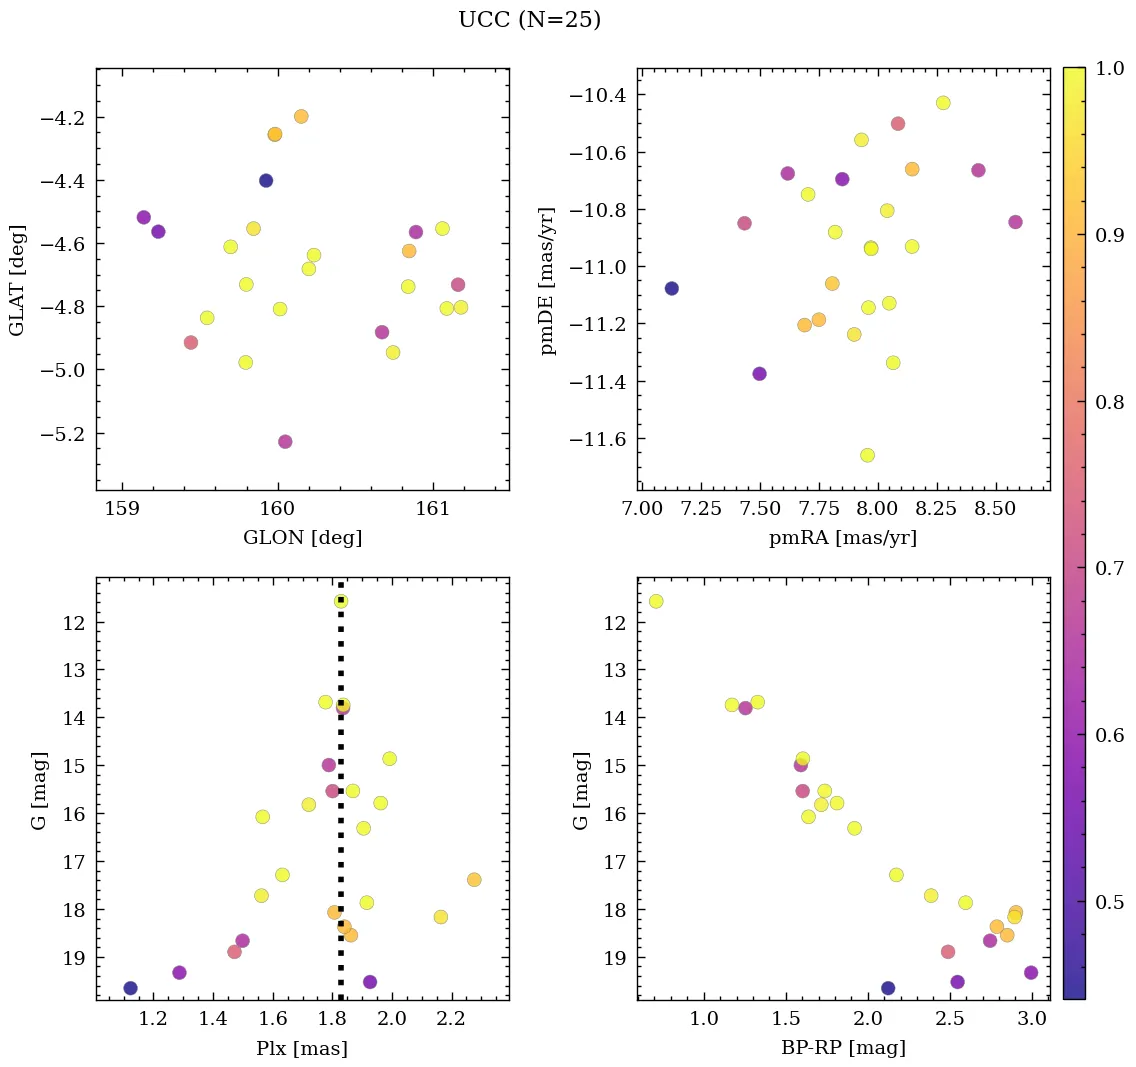 UCC (N=25)
−4.2
−4.4
−4.6
−4.8
−5.0
−5.2
GLAT [deg]
159 160 161
GLON [deg]
−10.4
−10.6
−10.8
−11.0
−11.2
−11.4
−11.6
pmDE [mas/yr]
7.00 7.25 7.50 7.75 8.00 8.25 8.50
pmRA [mas/yr]
1.0
0.9
0.8
0.7
0.6
0.5
12
13
14
15
16
17
18
19
G [mag]
1.2 1.4 1.6 1.8 2.0 2.2
Plx [mas]
12
13
14
15
16
17
18
19
G [mag]
1.0 1.5 2.0 2.5 3.0
BP-RP [mag]